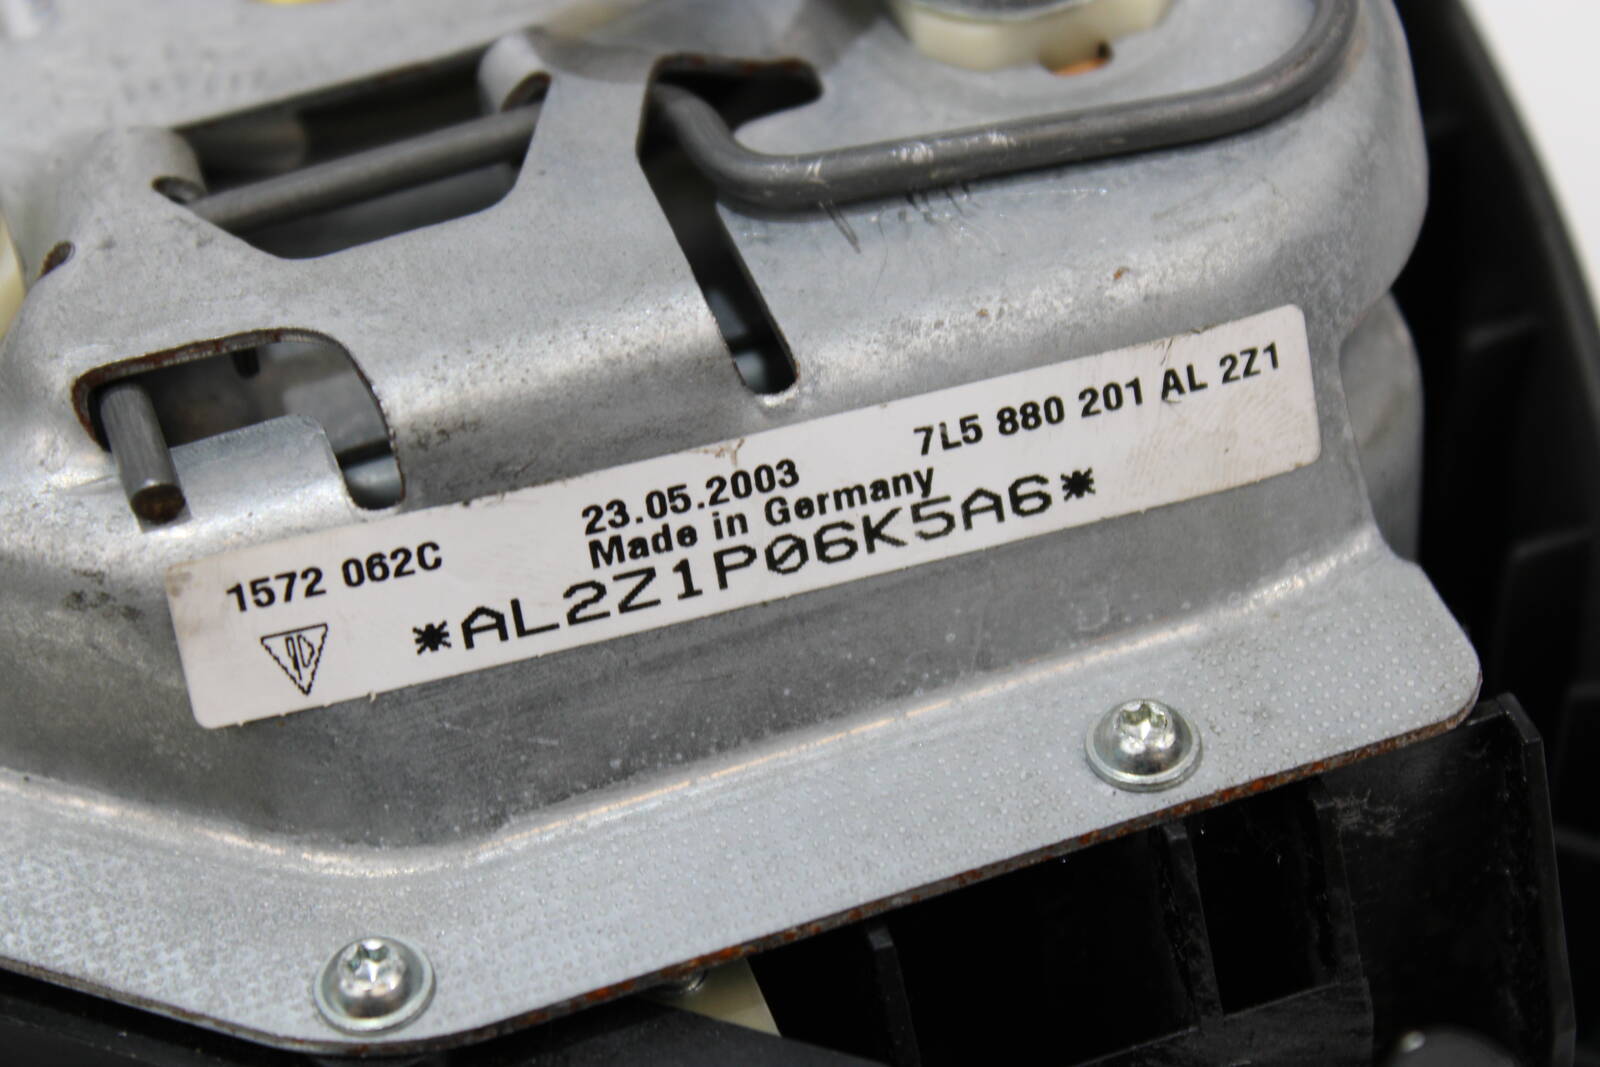 1572 062C 23.05.2003 7L5 880 201 AL 2Z1
Made in Germany
*AL2Z1P06K5A6*